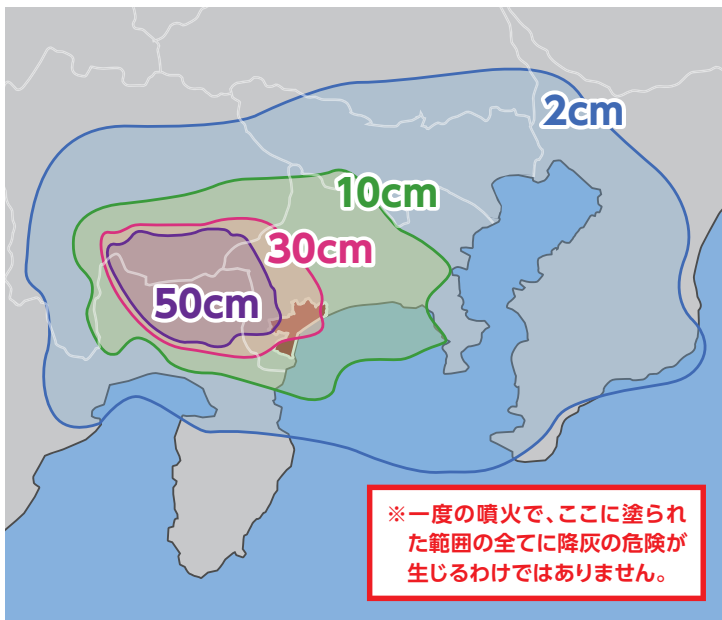 2cm
10cm
30cm
50cm
※一度の噴火で、ここに塗られ
た範囲の全てに降灰の危険が
生じるわけではありません。